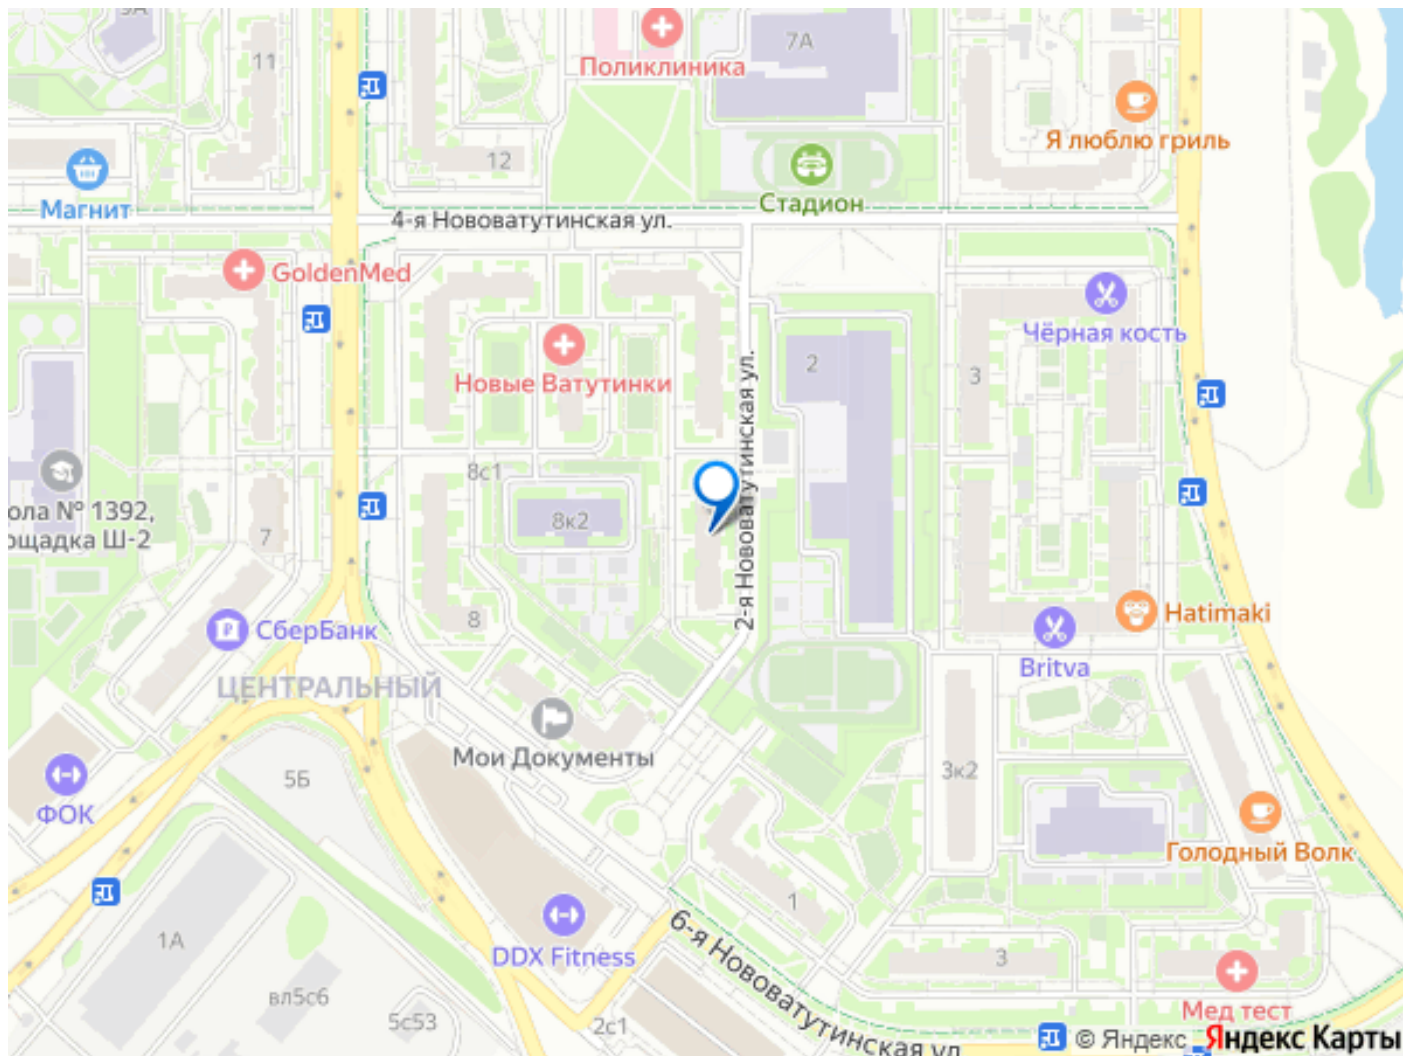 9А
11
7А
Поликлиника
Я люблю гриль
12
Магнит
Стадион
4-я Нововатутинская ул.
GoldenMed
Чёрная кость
2
3
Новые Ватутинки
2-я Нововатутинская ул.
8с1
ола № 1392,
ощадка Ш-2
8к2
7
8
СберБанк
Hatimaki
Britva
ЦЕНТРАЛЬНЫЙ
Мои Документы
5Б
3к2
ФОК
Голодный Волк
1
DDX Fitness
6-я Нововатутинская ул.
1А
3
вл5с6
5с53
2с1
Мед тест
© Яндекс Яндекс Карты